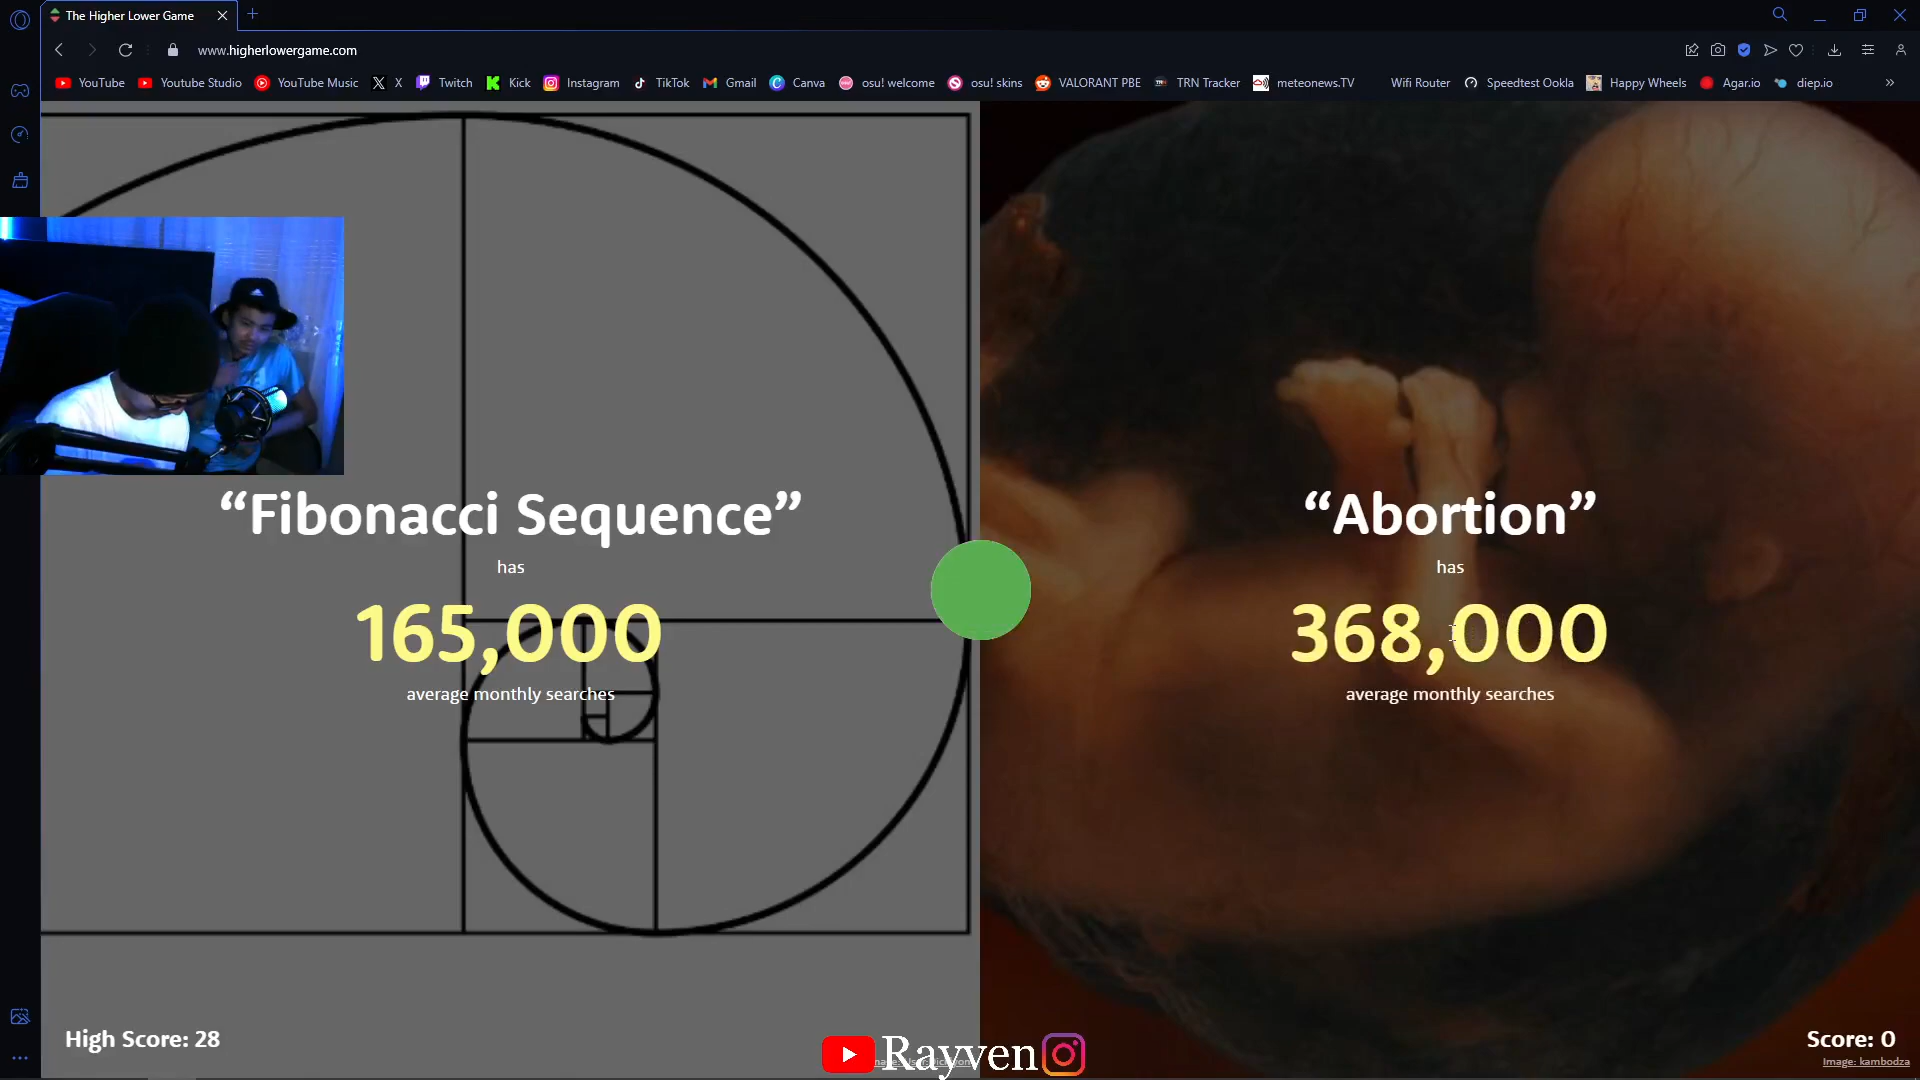 The Higher Lower Game
www.higherlowergame.com
YouTube Youtube Studio YouTube Music X Twitch Kick Instagram TikTok Gmail Canva osu! welcome osu! skins VALORANT PBE TRN Tracker meteonews.TV Wifi Router Speedtest Ookla Happy Wheels Agar.io diep.io
“Fibonacci Sequence”
has
165,000
average monthly searches
“Abortion”
has
368,000
average monthly searches
High Score: 28
Rayven
Score: 0
Image: kambodza